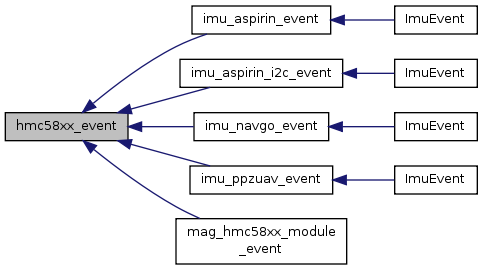 imu_aspirin_event
ImuEvent
imu_aspirin_i2c_event
ImuEvent
hmc58xx_event
imu_navgo_event
ImuEvent
imu_ppzuav_event
ImuEvent
mag_hmc58xx_module
_event